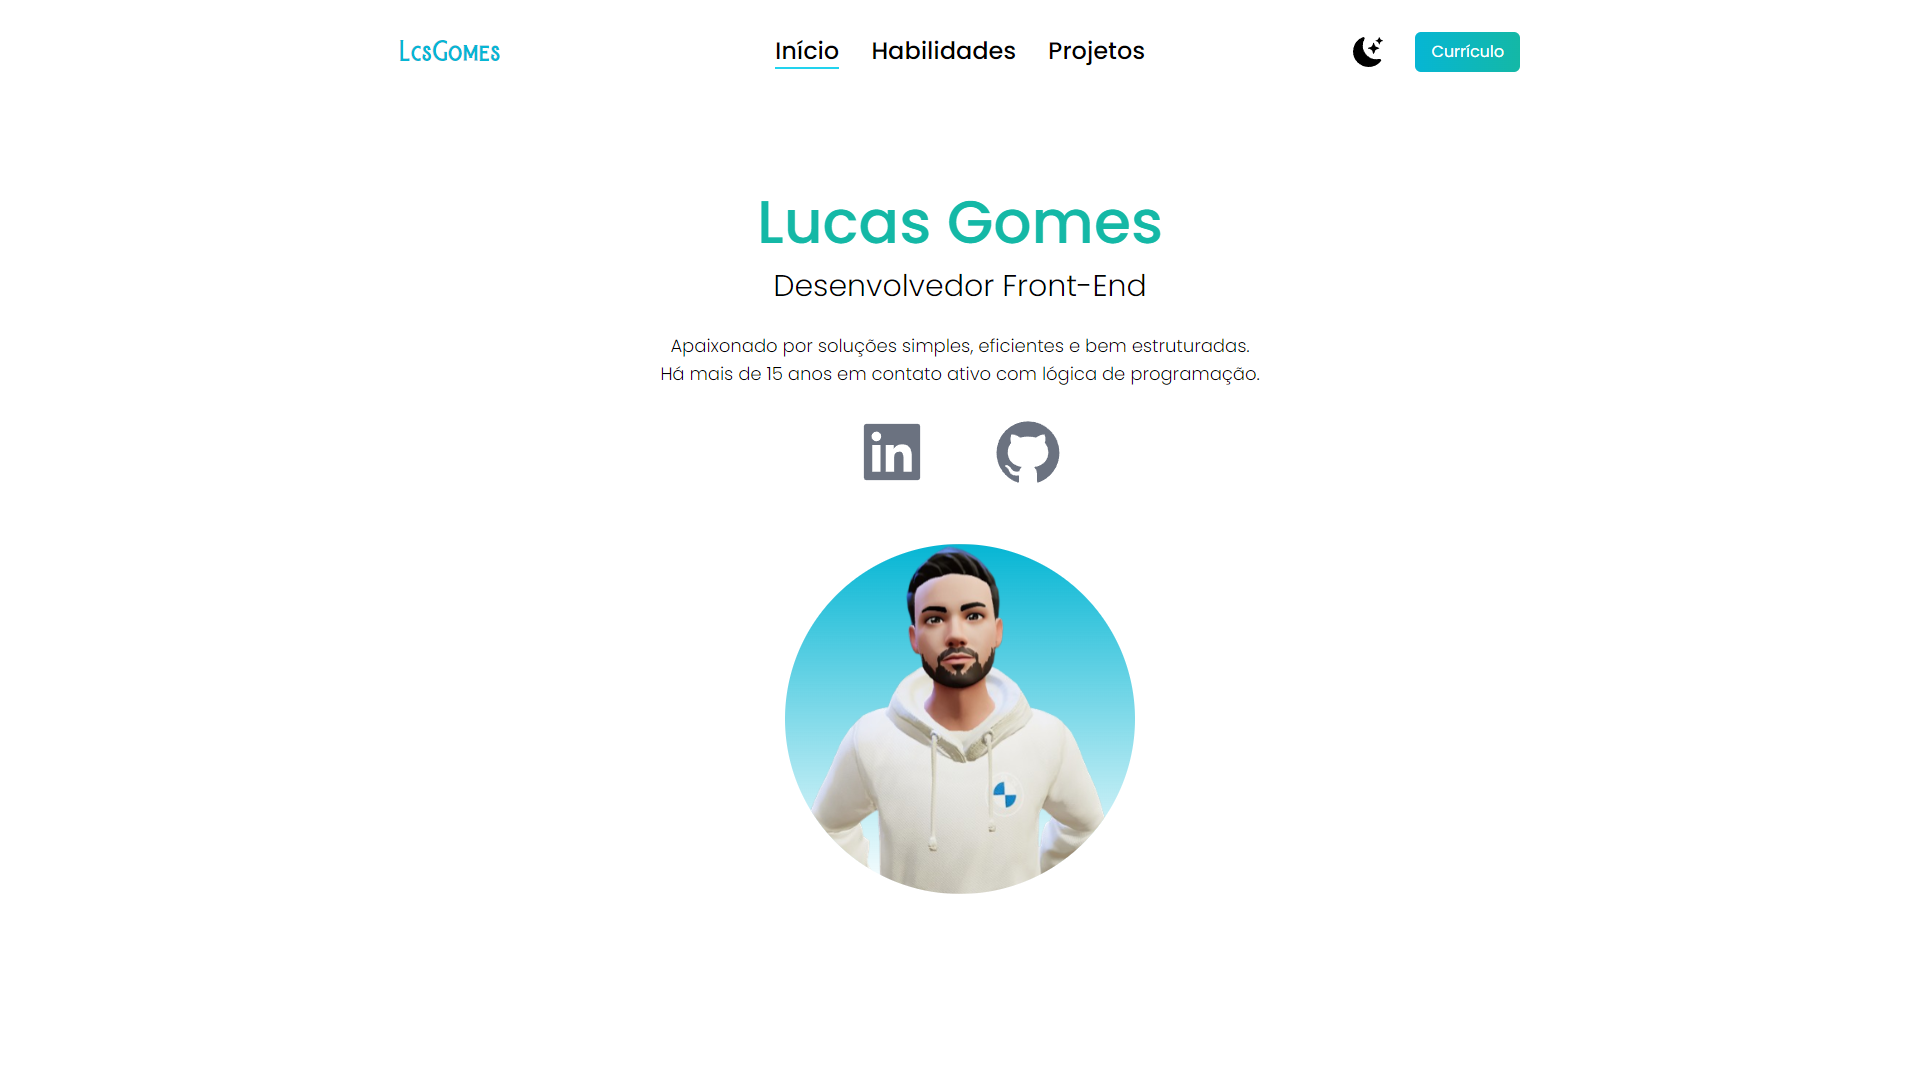 LcsGomes
Início Habilidades Projetos
Currículo
Lucas Gomes
Desenvolvedor Front-End
Apaixonado por soluções simples, eficientes e bem estruturadas.
Há mais de 15 anos em contato ativo com lógica de programação.
in